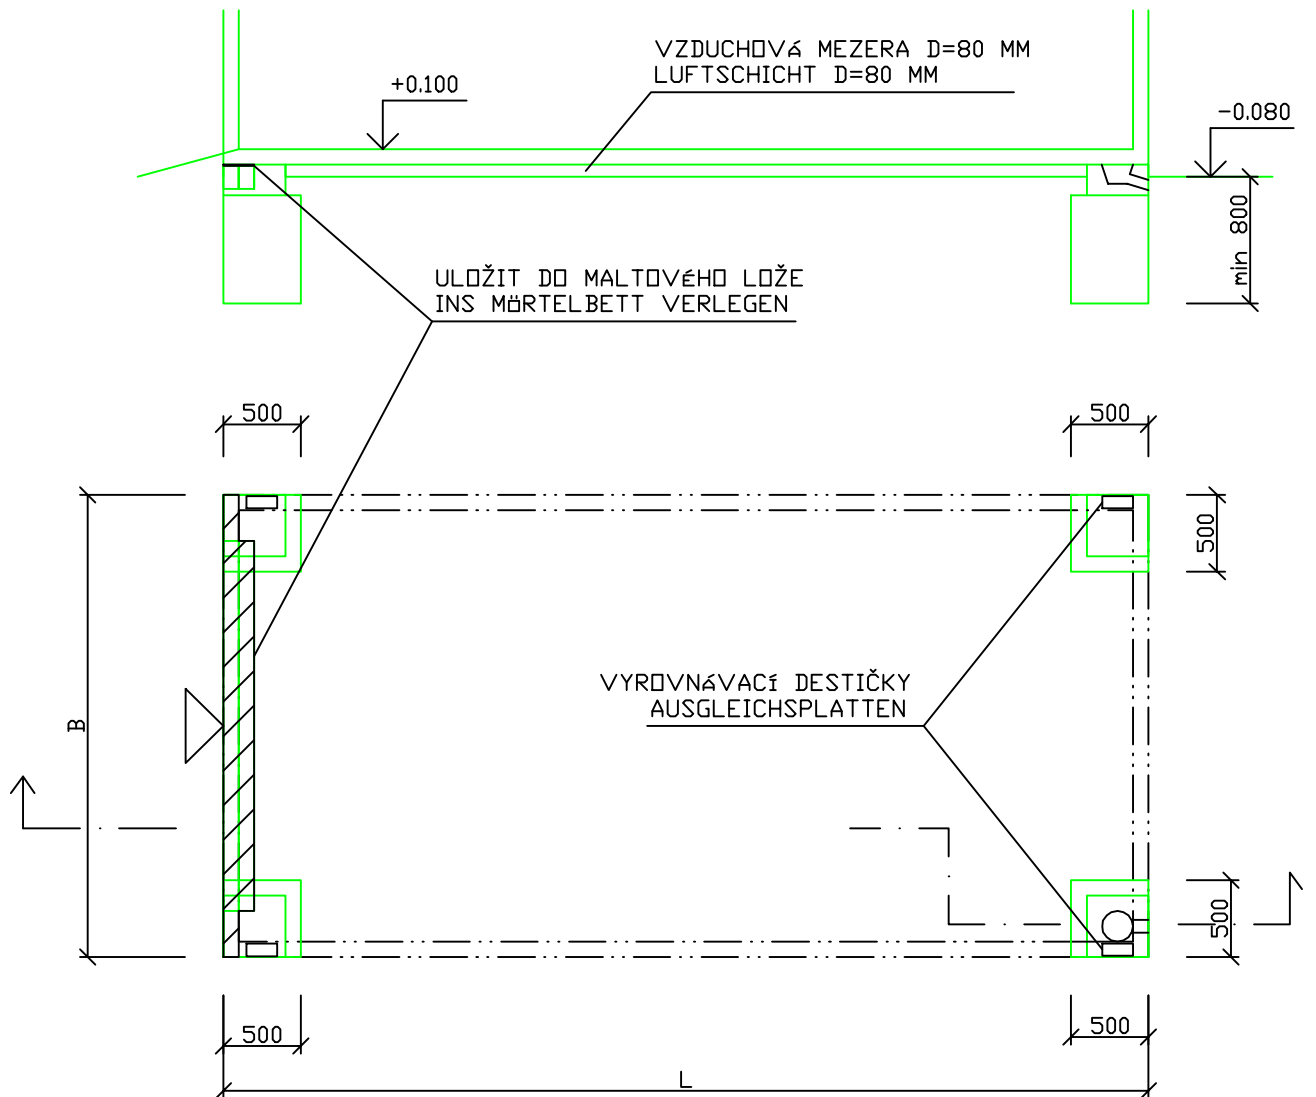 VZDUCHOVÁ MEZERA D=80 MM
LUFTSCHICHT D=80 MM
+0.100
-0.080
min 800
ULOŽIT DO MALTOVÉHO LOŽE
INS MÖRTELBETT VERLEGEN
500
500
500
B
VYROVNÁVACÍ DESTIČKY
AUSGLEICHSPLATTEN
500
500
500
L